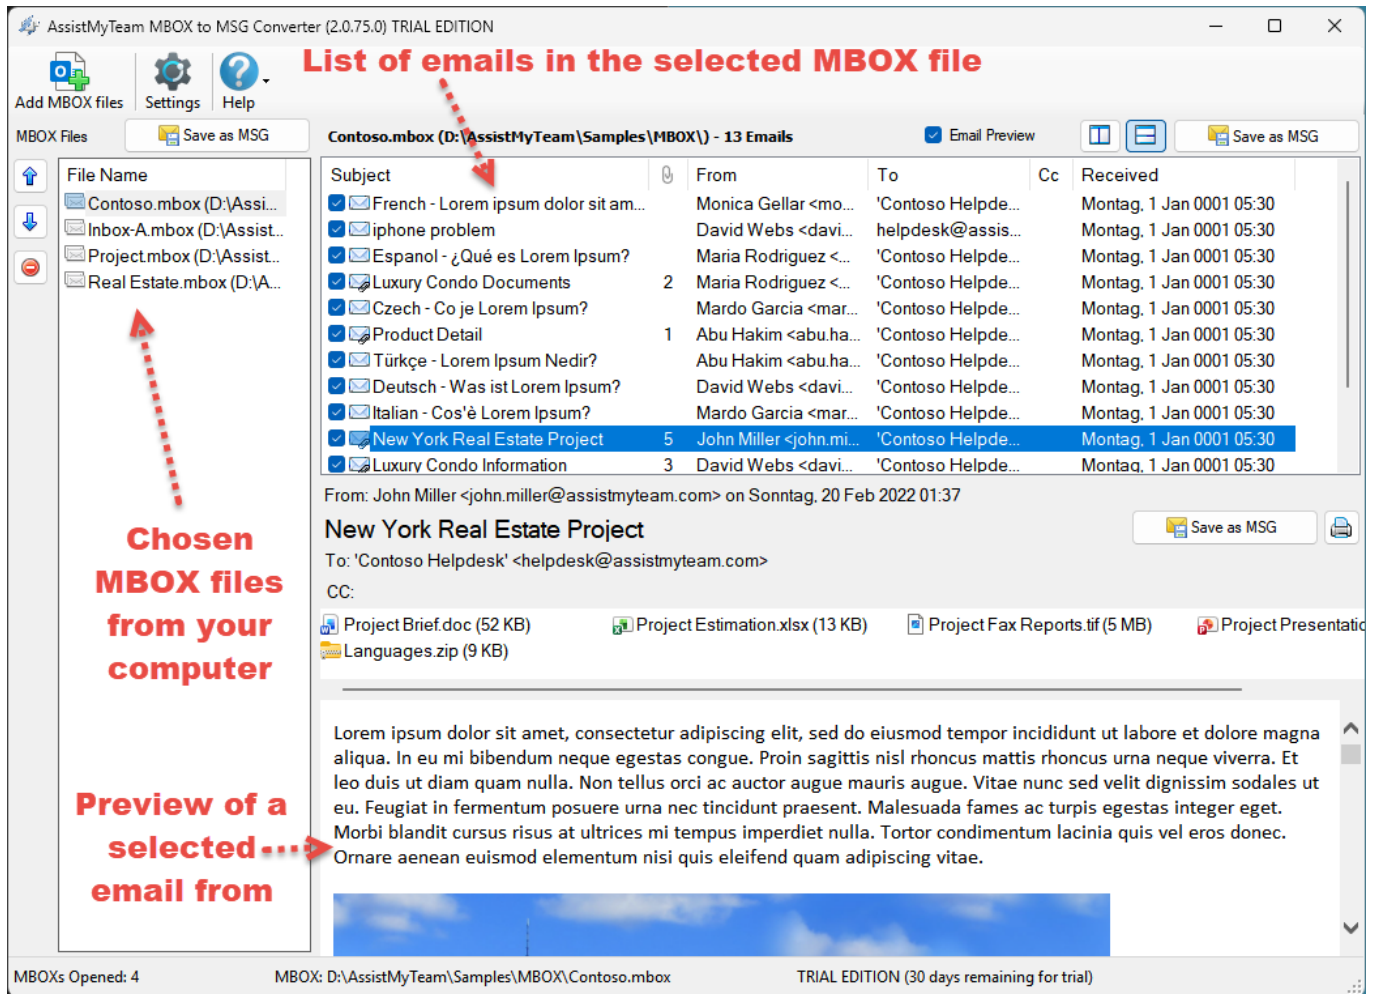 AssistMyTeam MBOX to MSG Converter (2.0.75.0) TRIAL EDITION
List of emails in the selected MBOX file
Add MBOX files
Settings
Help
MBOX Files
Save as MSG
Contoso.mbox (D:\AssistMyTeam\Samples\MBOX\) - 13 Emails
Email Preview
Save as MSG
File Name
Contoso.mbox (D:\Assi...
Inbox-A.mbox (D:\Assist...
Project.mbox (D:\Assist...
Real Estate.mbox (D:\A...
Subject From To Cc Received
French - Lorem ipsum dolor sit am... Monica Gellar <mo... 'Contoso Helpde... Montag, 1 Jan 0001 05:30
iphone problem David Webs <davi... helpdesk@assis... Montag, 1 Jan 0001 05:30
Espanol - ¿Qué es Lorem Ipsum? Maria Rodriguez <... 'Contoso Helpde... Montag, 1 Jan 0001 05:30
Luxury Condo Documents 2 Maria Rodriguez <... 'Contoso Helpde... Montag, 1 Jan 0001 05:30
Czech - Co je Lorem Ipsum? Mardo Garcia <mar... 'Contoso Helpde... Montag, 1 Jan 0001 05:30
Product Detail 1 Abu Hakim <abu.ha... 'Contoso Helpde... Montag, 1 Jan 0001 05:30
Türkçe - Lorem Ipsum Nedir? Abu Hakim <abu.ha... 'Contoso Helpde... Montag, 1 Jan 0001 05:30
Deutsch - Was ist Lorem Ipsum? David Webs <davi... 'Contoso Helpde... Montag, 1 Jan 0001 05:30
Italian - Cos'è Lorem Ipsum? Mardo Garcia <mar... 'Contoso Helpde... Montag, 1 Jan 0001 05:30
New York Real Estate Project 5 John Miller <john.mi... 'Contoso Helpde... Montag, 1 Jan 0001 05:30
Luxury Condo Information 3 David Webs <davi... 'Contoso Helpde... Montag, 1 Jan 0001 05:30
Chosen
MBOX files
from your
computer
From: John Miller <john.miller@assistmyteam.com> on Sonntag, 20 Feb 2022 01:37
New York Real Estate Project
Save as MSG
To: 'Contoso Helpdesk' <helpdesk@assistmyteam.com>
CC:
Project Brief.doc (52 KB) Project Estimation.xlsx (13 KB) Project Fax Reports.tif (5 MB) Project Presentatic
Languages.zip (9 KB)
Lorem ipsum dolor sit amet, consectetur adipiscing elit, sed do eiusmod tempor incididunt ut labore et dolore magna
aliqua. In eu mi bibendum neque egestas congue. Proin sagittis nisl rhoncus mattis rhoncus urna neque viverra. Et
leo duis ut diam quam nulla. Non tellus orci ac auctor augue mauris augue. Vitae nunc sed velit dignissim sodales ut
eu. Feugiat in fermentum posuere urna nec tincidunt praesent. Malesuada fames ac turpis egestas integer eget.
Morbi blandit cursus risus at ultrices mi tempus imperdiet nulla. Tortor condimentum lacinia quis vel eros donec.
Ornare aenean euismod elementum nisi quis eleifend quam adipiscing vitae.
Preview of a
selected
email from
MBOXs Opened: 4
MBOX: D:\AssistMyTeam\Samples\MBOX\Contoso.mbox
TRIAL EDITION (30 days remaining for trial)